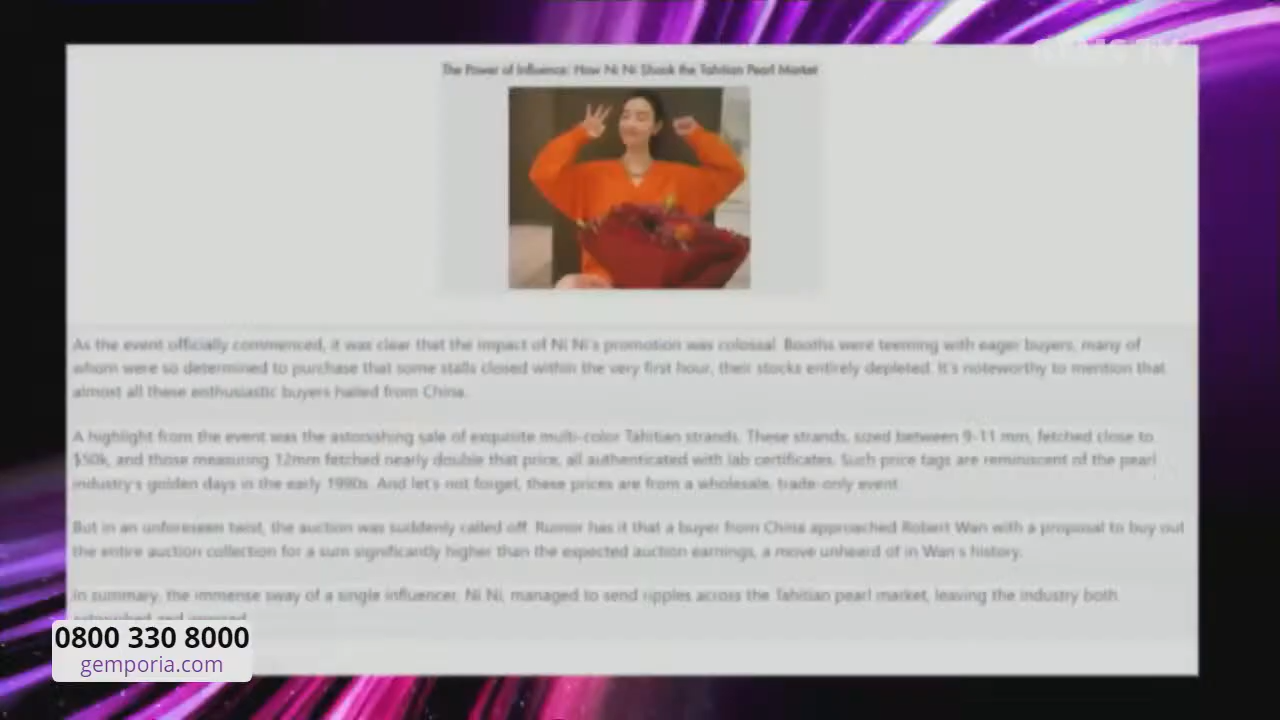 The Power of Influence: How Ni Ni Shook the Tahitian Pearl Market
As the event officially commenced, it was clear that the impact of Ni Ni's promotion was colossal. Booths were teeming with eager buyers, many of
whom were so determined to purchase that some stalls closed within the very first hour, their stocks entirely depleted. It's noteworthy to mention that
almost all these enthusiastic buyers hailed from China.
A highlight from the event was the astonishing sale of exquisite multi-color Tahitian strands. These strands, sized between 9-11 mm, fetched close to
$50k, and those measuring 12mm fetched nearly double that price, all authenticated with lab certificates. Such price tags are reminiscent of the pearl
industry's golden days in the early 1990s. And let's not forget, these prices are from a wholesale, trade-only event.
But in an unforeseen twist, the auction was suddenly called off. Rumor has it that a buyer from China approached Robert Wan with a proposal to buy out
the entire auction collection for a sum significantly higher than the expected auction earnings, a move unheard of in Wan's history.
In summary, the immense sway of a single influencer, Ni Ni, managed to send ripples across the Tahitian pearl market, leaving the industry both
0800 330 8000
gemporia.com